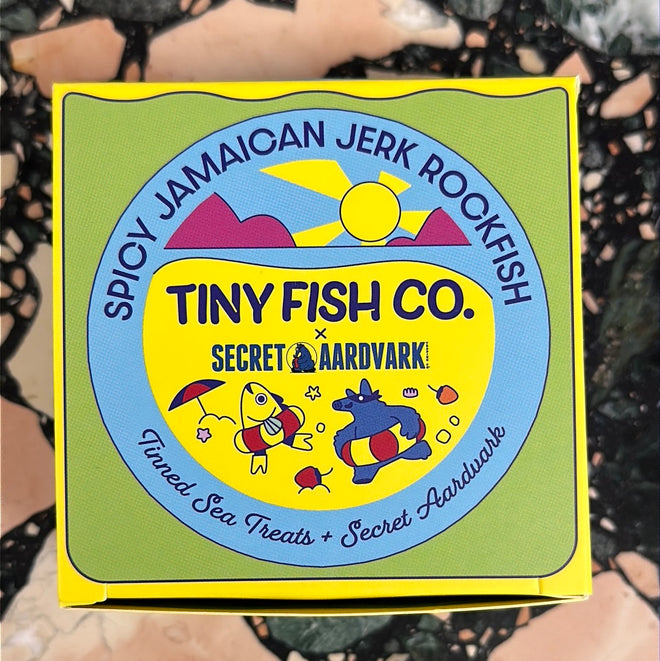 SPICY JAMAICAN JERK ROCKFISH
TINY FISH CO.
×
SECRET AARDVARK
Tinned Sea Treats + Secret Aardvark